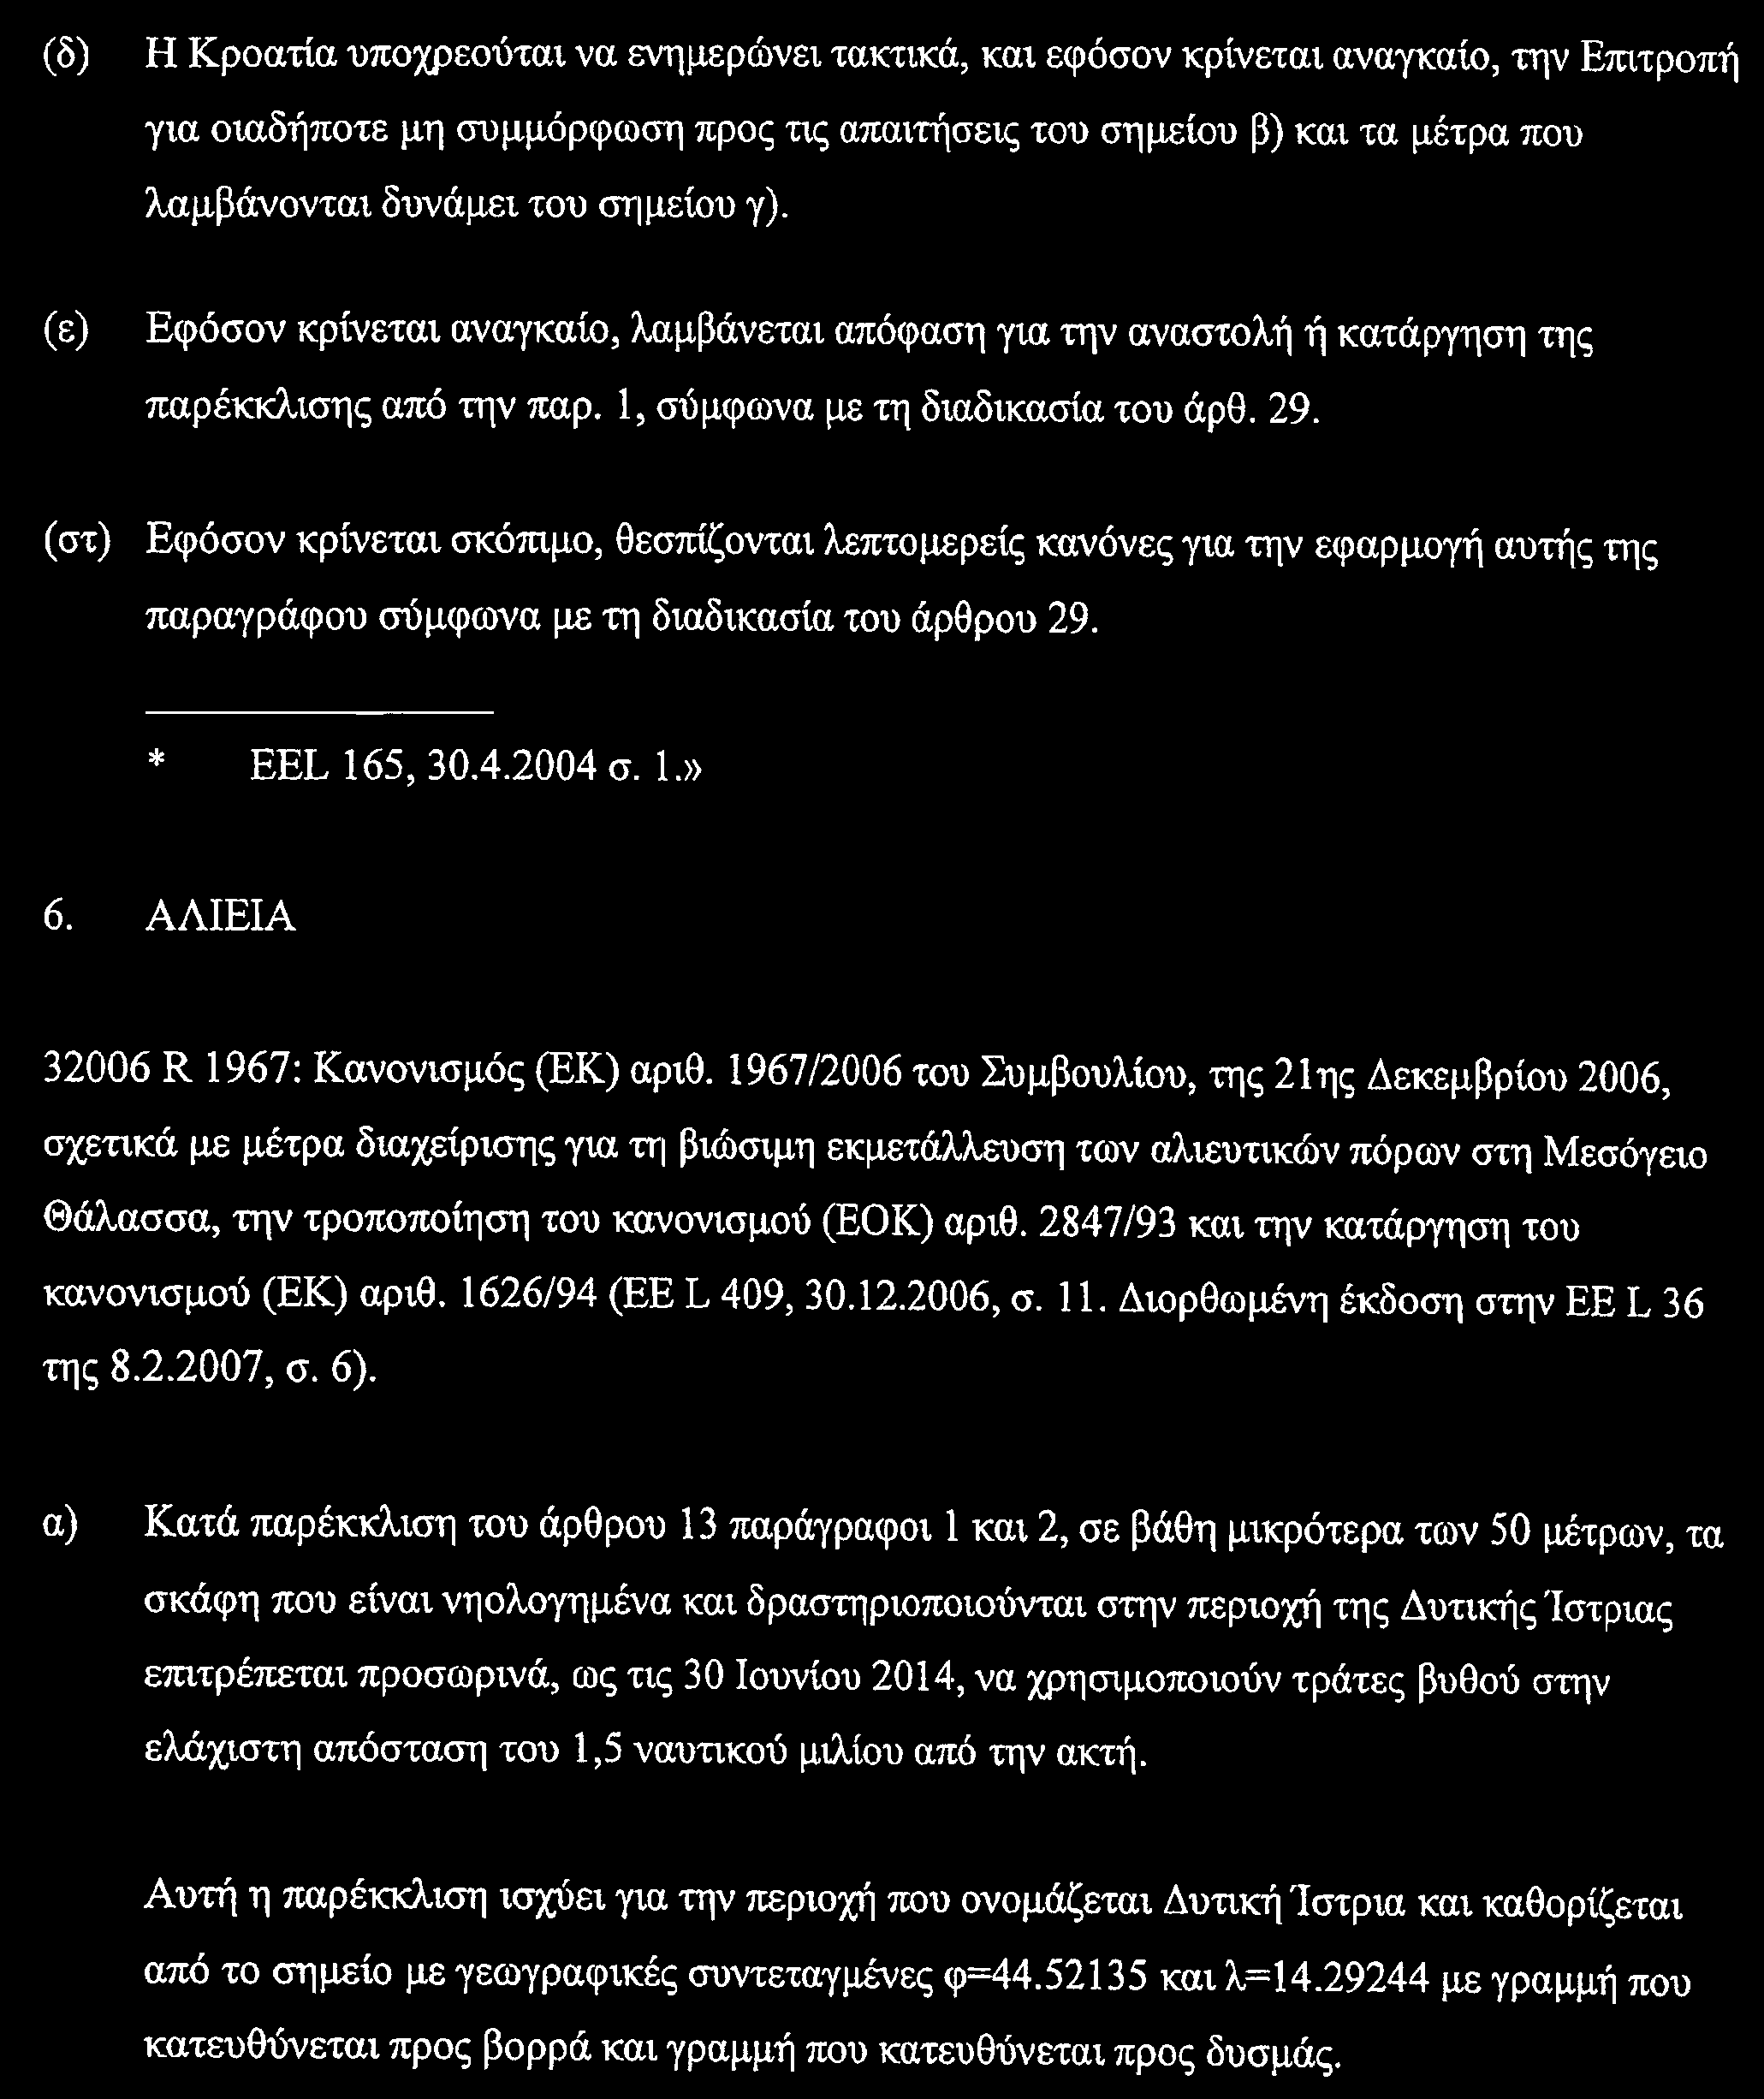 (δ) Η Κροατία υποχρεούται να ενημερώνει τακτικά, και εφόσον κρίνεται αναγκαίο, την Επιτροπή
για οιαδήποτε μη συμμόρφωση προς τις απαιτήσεις του σημείου β) και τα μέτρα που
λαμβάνονται δυνάμει του σημείου γ).
(ε) Εφόσον κρίνεται αναγκαίο, λαμβάνεται απόφαση για την αναστολή ή κατάργηση της
παρέκκλισης από την παρ. 1, σύμφωνα με τη διαδικασία του άρθ. 29.
(στ) Εφόσον κρίνεται σκόπιμο, θεσπίζονται λεπτομερείς κανόνες για την εφαρμογή αυτής της
παραγράφου σύμφωνα με τη διαδικασία του άρθρου 29.
* ΕΕL 165, 30.4.2004 σ. 1.»
6. ΑΛΙΕΙΑ
32006 R 1967: Κανονισμός (ΕΚ) αριθ. 1967/2006 του Συμβουλίου, της 21ης Δεκεμβρίου 2006,
σχετικά με μέτρα διαχείρισης για τη βιώσιμη εκμετάλλευση των αλιευτικών πόρων στη Μεσόγειο
Θάλασσα, την τροποποίηση του κανονισμού (ΕΟΚ) αριθ. 2847/93 και την κατάργηση του
κανονισμού (ΕΚ) αριθ. 1626/94 (ΕΕ L 409, 30.12.2006, σ. 11. Διορθωμένη έκδοση στην ΕΕ L 36
της 8.2.2007, σ. 6).
α) Κατά παρέκκλιση του άρθρου 13 παράγραφοι 1 και 2, σε βάθη μικρότερα των 50 μέτρων, τα
σκάφη που είναι νηολογημένα και δραστηριοποιούνται στην περιοχή της Δυτικής Ίστριας
επιτρέπεται προσωρινά, ως τις 30 Ιουνίου 2014, να χρησιμοποιούν τράτες βυθού στην
ελάχιστη απόσταση του 1,5 ναυτικού μιλίου από την ακτή.
Αυτή η παρέκκλιση ισχύει για την περιοχή που ονομάζεται Δυτική Ίστρια και καθορίζεται
από το σημείο με γεωγραφικές συντεταγμένες φ=44.52135 και λ=14.29244 με γραμμή που
κατευθύνεται προς βορρά και γραμμή που κατευθύνεται προς δυσμάς.